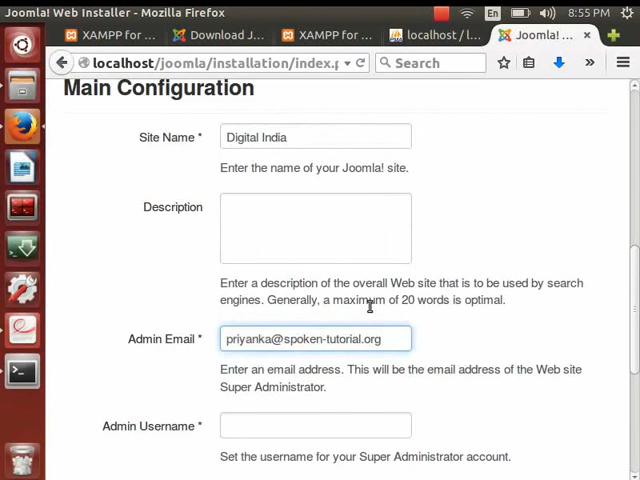 Joomla! Web Installer - Mozilla Firefox
En
8:55 PM
XAMPP for ...
Download J...
XAMPP for ...
localhost / l...
Joomla! ...
localhost/joomla/installation/index.p
Search
Main Configuration
Site Name *
Digital India
Enter the name of your Joomla! site.
Description
Enter a description of the overall Web site that is to be used by search
engines. Generally, a maximum of 20 words is optimal.
Admin Email *
priyanka@spoken-tutorial.org
Enter an email address. This will be the email address of the Web site
Super Administrator.
Admin Username *
Set the username for your Super Administrator account.